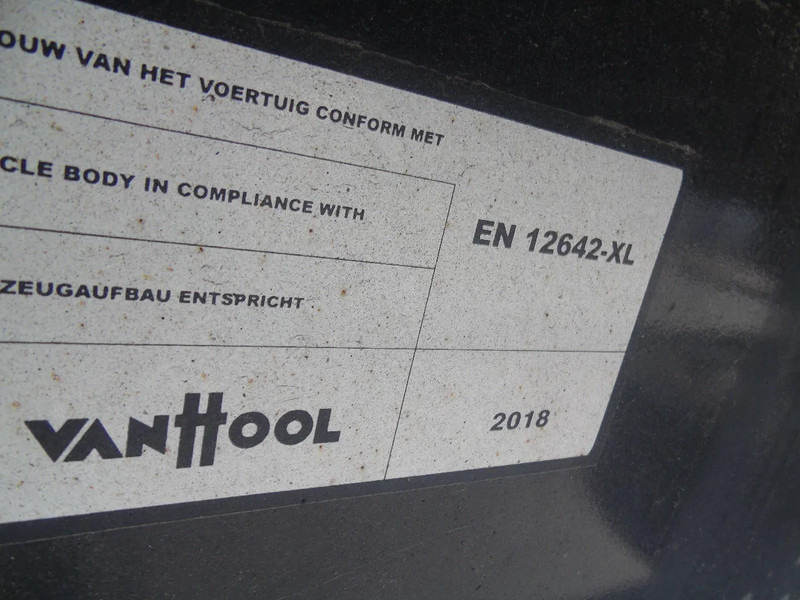 OUW VAN HET VOERTUIG CONFORM MET
CLE BODY IN COMPLIANCE WITH
EN 12642-XL
ZEUGAUFBAU ENTSPRICHT
VANHOOL
2018